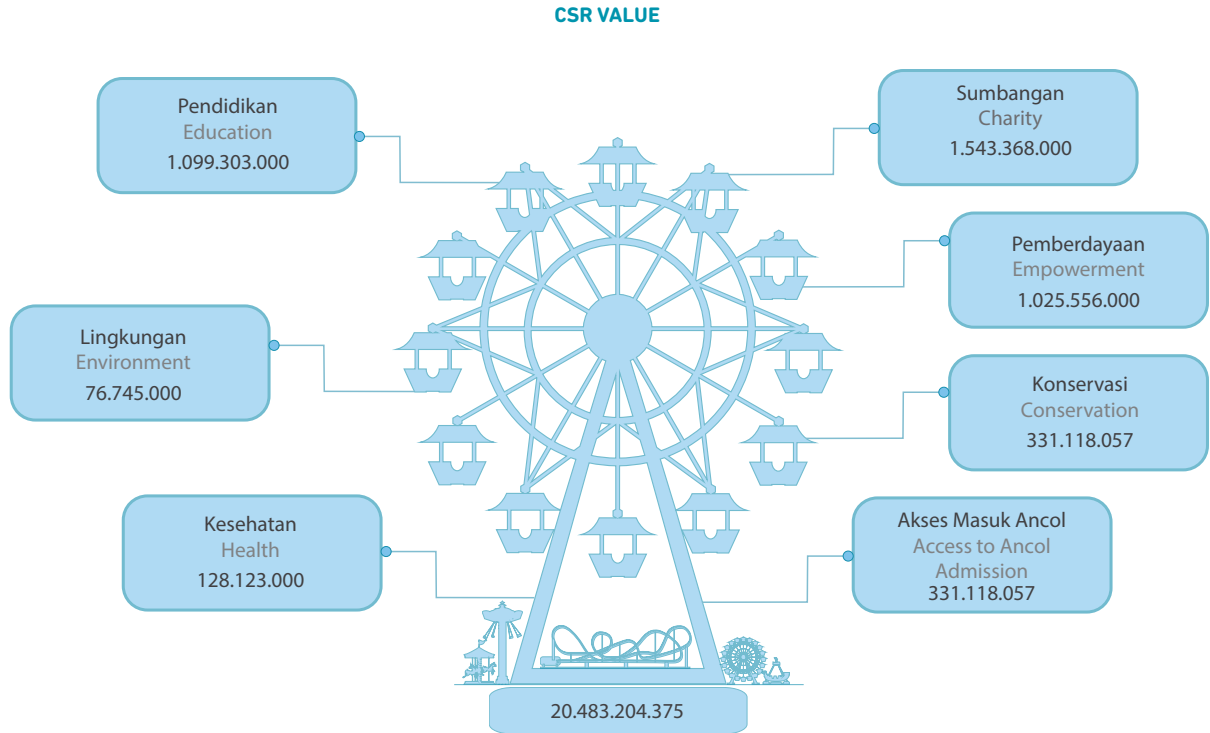 CSR VALUE
Pendidikan
Education
1.099.303.000
Sumbangan
Charity
1.543.368.000
Pemberdayaan
Empowerment
1.025.556.000
Lingkungan
Environment
76.745.000
Konservasi
Conservation
331.118.057
Kesehatan
Health
128.123.000
Akses Masuk Ancol
Access to Ancol
Admission
331.118.057
20.483.204.375